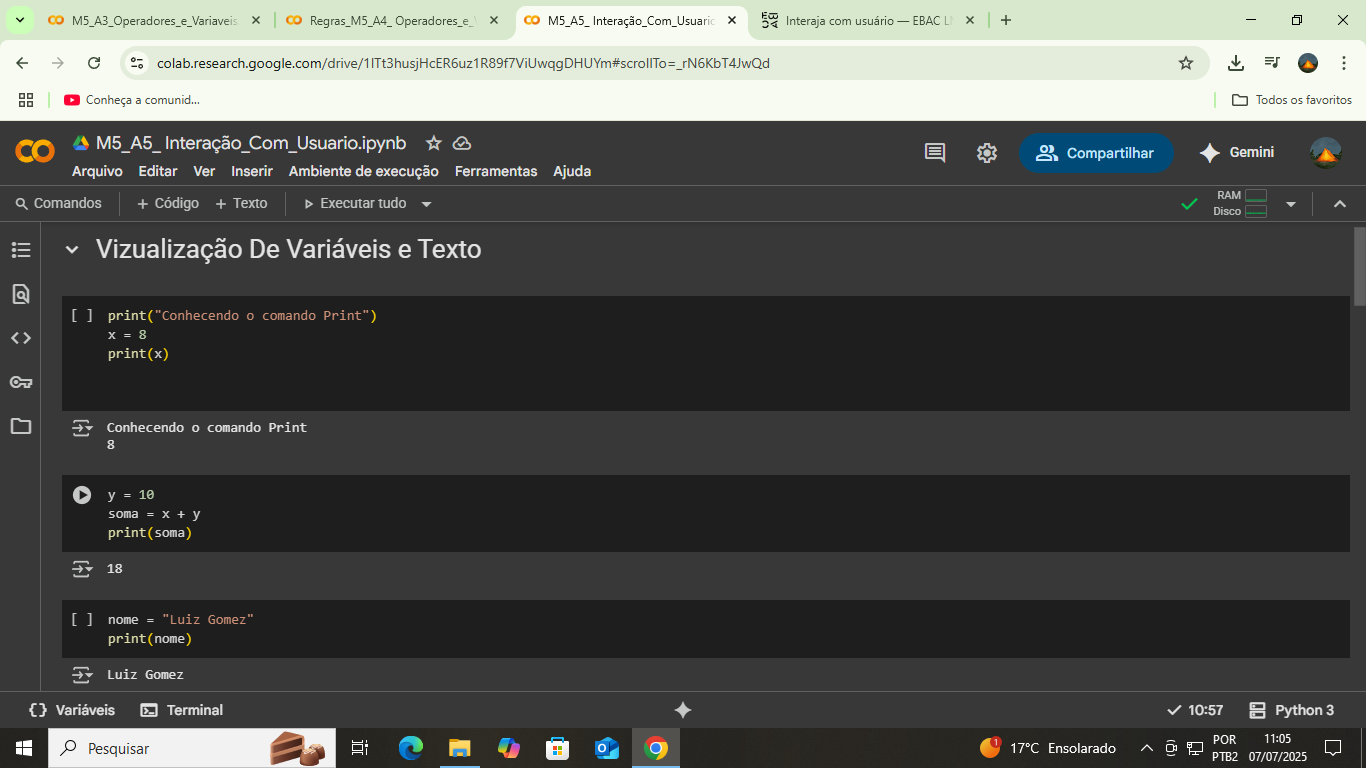 M5_A3_Operadores_e_Variaveis
Regras_M5_A4_ Operadores_e_
M5_A5_ Interação_Com_Usuario
Interaja com usuário — EBAC L
colab.research.google.com/drive/1ITt3husjHcER6uz1R89f7ViUwqgDHUYm#scrollTo=_rN6KbT4JwQd
Conheça a comunid...
Todos os favoritos
M5_A5_ Interação_Com_Usuario.ipynb
Compartilhar
Gemini
Arquivo Editar Ver Inserir Ambiente de execução Ferramentas Ajuda
Comandos + Código + Texto Executar tudo
RAM
Disco
Vizualização De Variáveis e Texto
[ ] print("Conhecendo o comando Print")
x = 8
print(x)
Conhecendo o comando Print
8
y = 10
soma = x + y
print(soma)
18
[ ] nome = "Luiz Gomez"
print(nome)
Luiz Gomez
Variáveis Terminal
10:57 Python 3
Pesquisar
1
17°C Ensolarado
POR
PTB2
11:05
07/07/2025